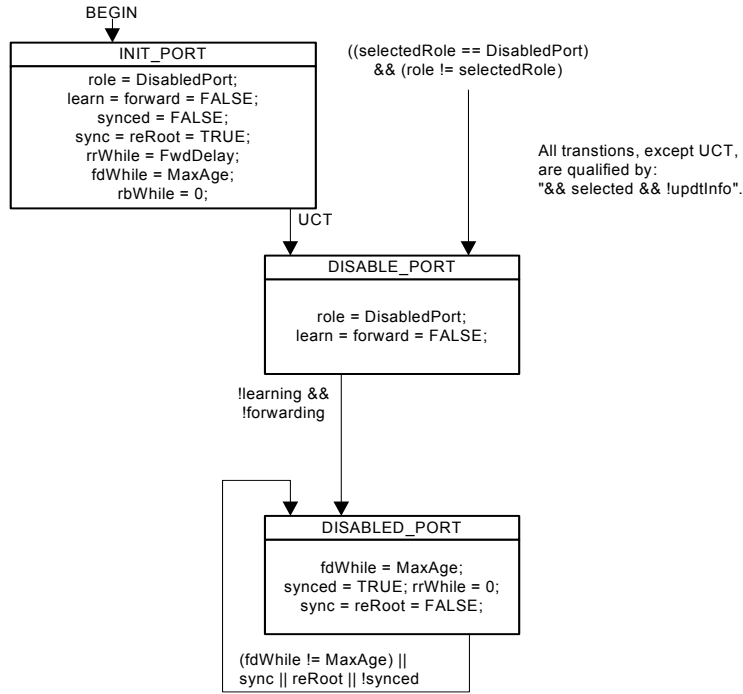 BEGIN
INIT_PORT
role = DisabledPort;
learn = forward = FALSE;
synced = FALSE;
sync = reRoot = TRUE;
rrWhile = FwdDelay;
fdWhile = MaxAge;
rbWhile = 0;
((selectedRole == DisabledPort)
&& (role != selectedRole)
All transtions, except UCT,
are qualified by:
"&& selected && !updtInfo".
UCT
DISABLE_PORT
role = DisabledPort;
learn = forward = FALSE;
!learning &&
!forwarding
DISABLED_PORT
fdWhile = MaxAge;
synced = TRUE; rrWhile = 0;
sync = reRoot = FALSE;
(fdWhile != MaxAge) ||
sync || reRoot || !synced